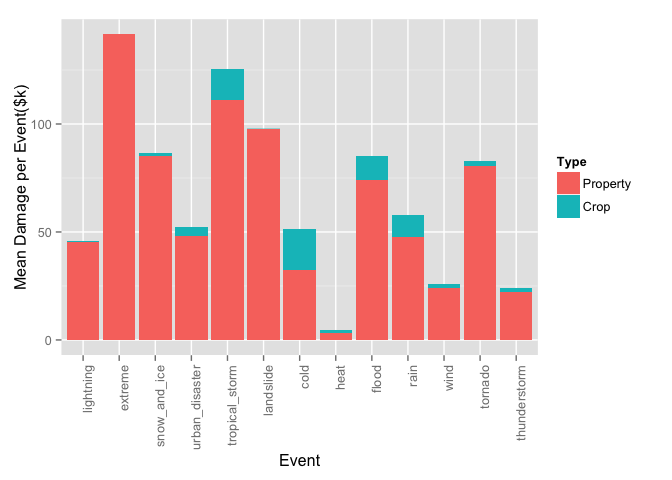 Mean Damage per Event($k)
100
50
0
lightning
extreme
snow_and_ice
urban_disaster
tropical_storm
landslide
cold
heat
flood
rain
wind
tornado
thunderstorm
Event
Type
Property
Crop